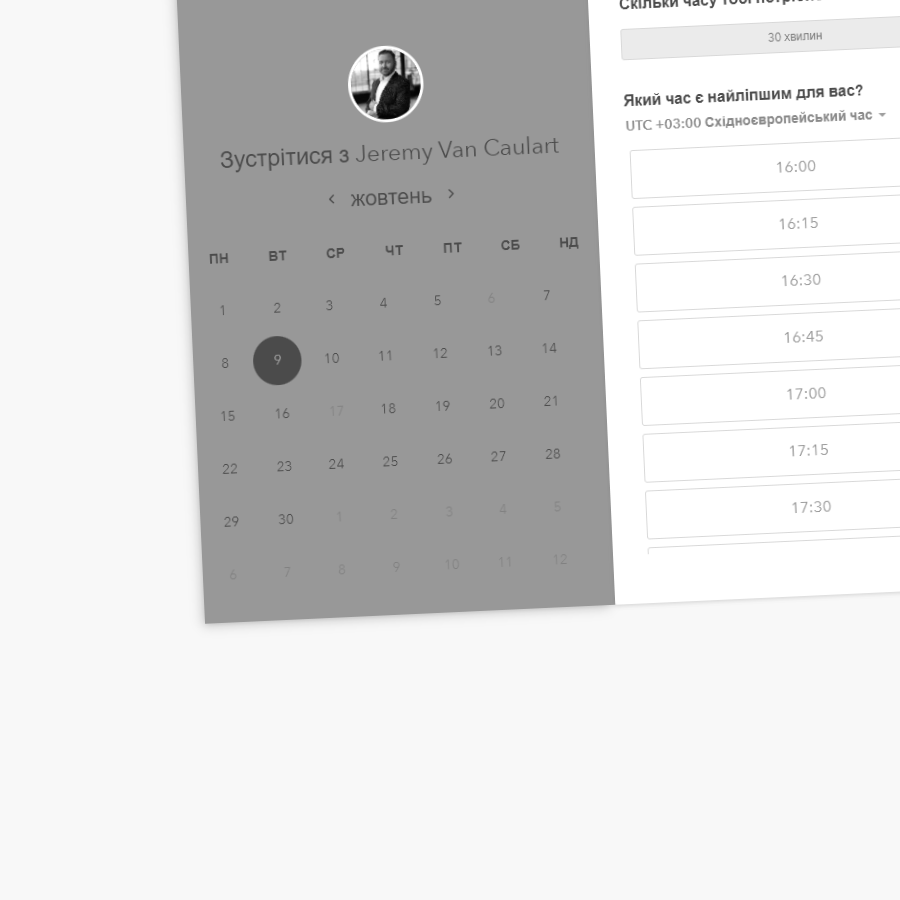 Зустрітися з Jeremy Van Caulart
‹ жовтень ›
ПН ВТ СР ЧТ ПТ СБ НД
1 2 3 4 5 6 7
8 9 10 11 12 13 14
15 16 17 18 19 20 21
22 23 24 25 26 27 28
29 30 1 2 3 4 5
6 7 8 9 10 11 12
Скільки часу тобі
30 хвилин
Який час є найліпшим для вас?
UTC +03:00 Східноєвропейський час
16:00
16:15
16:30
16:45
17:00
17:15
17:30